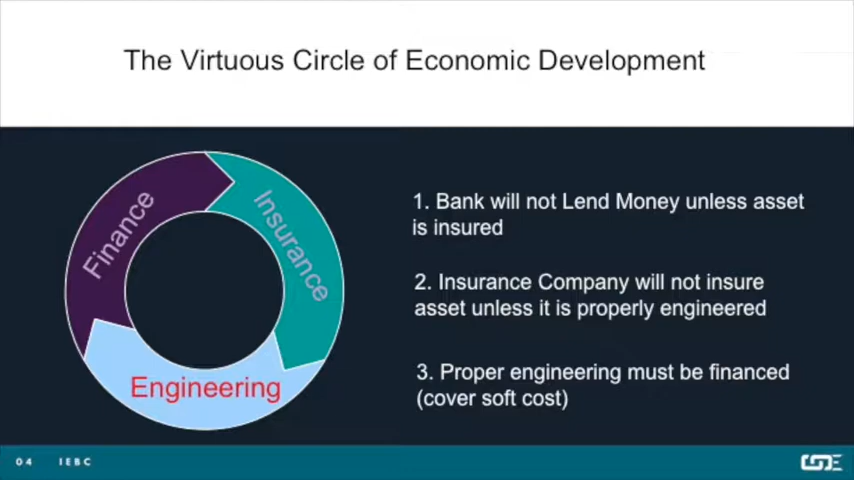 The Virtuous Circle of Economic Development
Finance
Insurance
Engineering
1. Bank will not Lend Money unless asset
is insured
2. Insurance Company will not insure
asset unless it is properly engineered
3. Proper engineering must be financed
(cover soft cost)
04 IEBC